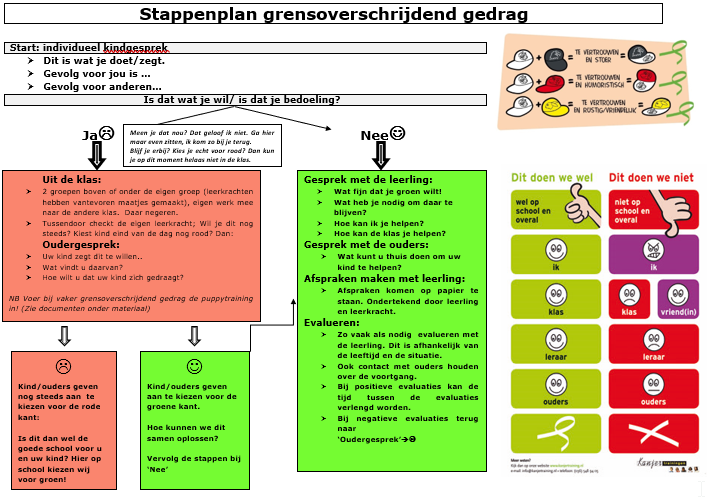 Stappenplan grensoverschrijdend gedrag
Start: individueel kindgesprek
Dit is wat je doet/zegt.
Gevolg voor jou is ...
Gevolg voor anderen...
Is dat wat je wil/ is dat je bedoeling?
Ja☹
Meen je dat nou? Dat geloof ik niet. Ga hier
maar even zitten, ik kom zo bij je terug.
Blijf je erbij? Kies je echt voor rood? Dan kun
je op dit moment helaas niet in de klas.
Nee☺
Uit de klas:
2 groepen boven of onder de eigen groep (leerkrachten
hebben vantevoren maatjes gemaakt), eigen werk mee
naar de andere klas. Daar negeren.
Tussendoor checkt de eigen leerkracht; Wil je dit nog
steeds? Kiest kind eind van de dag nog rood? Dan:
Oudergesprek:
Uw kind zegt dit te willen..
Wat vindt u daarvan?
Hoe wilt u dat uw kind zich gedraagt?
NB Voer bij vaker grensoverschrijdend gedrag de puppytraining
in! (Zie documenten onder materiaal)
Gesprek met de leerling:
Wat fijn dat je groen wilt!
Wat heb je nodig om daar te
blijven?
Hoe kan ik je helpen?
Hoe kan de klas je helpen?
Gesprek met de ouders:
Wat kunt u thuis doen om uw
kind te helpen?
Afspraken maken met leerling:
Afspraken komen op papier te
staan. Ondertekend door leerling
en leerkracht.
Evalueren:
Zo vaak als nodig evalueren met
de leerling. Dit is afhankelijk van
de leeftijd en de situatie.
Ook contact met ouders houden
over de voortgang.
Bij positieve evaluaties kan de
tijd tussen de evaluaties
verlengd worden.
Bij negatieve evaluaties terug
naar
‘Oudergesprek’→☹
☹
Kind/ouders geven
nog steeds aan te
kiezen voor de rode
kant:
Is dit dan wel de
goede school voor u
en uw kind? Hier op
school kiezen wij
voor groen!
☺
Kind/ouders geven
aan te kiezen voor de
groene kant.
Hoe kunnen we dit
samen oplossen?
Vervolg de stappen bij
‘Nee’
TE VERTROUWEN
EN STOER
TE VERTROUWEN
EN HUMORISTISCH
TE VERTROUWEN
EN RUSTIG/VRIENDELIJK
Dit doen we wel
Dit doen we niet
wel op
school en
overal
niet op
school en
overal
ik
ik
klas
klas
vriend(in)
leraar
leraar
ouders
ouders
Meer weten?
Kijk dan op onze website www.kanjertraining.nl
Kanjertrainingen